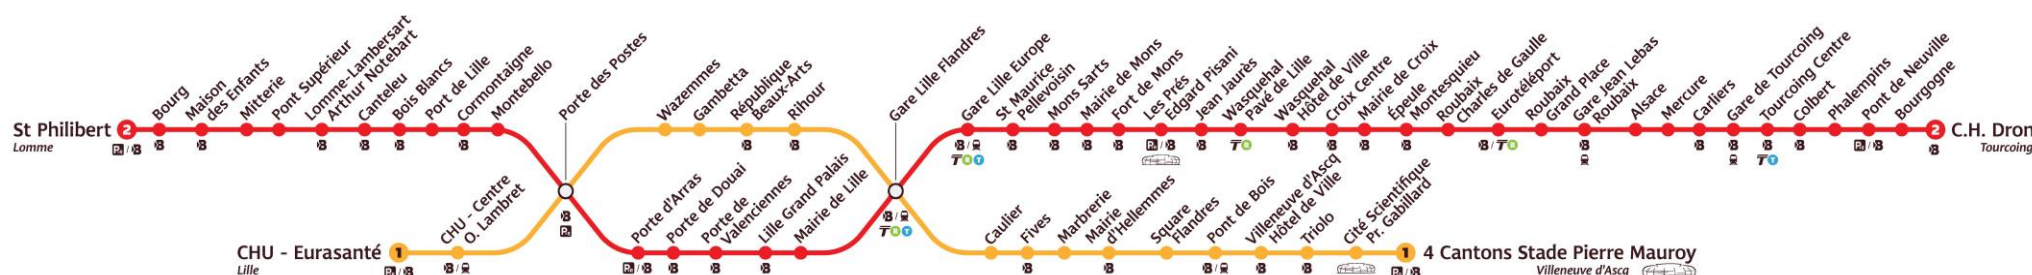 St Philibert
Lomme
2
Bourg
Maison
des Enfants
Mitterie
Pont Supérieur
Lomme-Lambersart
Arthur Notebart
Canteleu
Bois Blancs
Port de Lille
Cormontaigne
Montebello
Porte des Postes
Wazemmes
Gambetta
République
Beaux-Arts
Rihour
Gare Lille Flandres
Gare Lille Europe
St Maurice
Pellevoisin
Mons Sarts
Mairie de Mons
Fort de Mons
Les Prés
Edgard Pisani
Jean Jaurès
Wasquehal
Pavé de Lille
Wasquehal
Hôtel de Ville
Croix Centre
Mairie de Croix
Épeule
Montesquieu
Roubaix
Charles de Gaulle
Eurotéléport
Roubaix
Grand Place
Gare Jean Lebas
Roubaix
Alsace
Mercure
Carliers
Gare de Tourcoing
Tourcoing Centre
Colbert
Phalempins
Pont de Neuville
Bourgogne
2
C.H. Dron
Tourcoing
CHU - Eurasanté
Lille
1
CHU - Centre
O. Lambret
Porte d'Arras
Porte de Douai
Porte de
Valenciennes
Lille Grand Palais
Mairie de Lille
Caulier
Fives
Marbrerie
Mairie
d'Hellemmes
Square
Flandres
Pont de Bois
Villeneuve d'Ascq
Hôtel de Ville
Triolo
Cité Scientifique
Pr. Gabillard
1
4 Cantons Stade Pierre Mauroy
Villeneuve d'Ascq